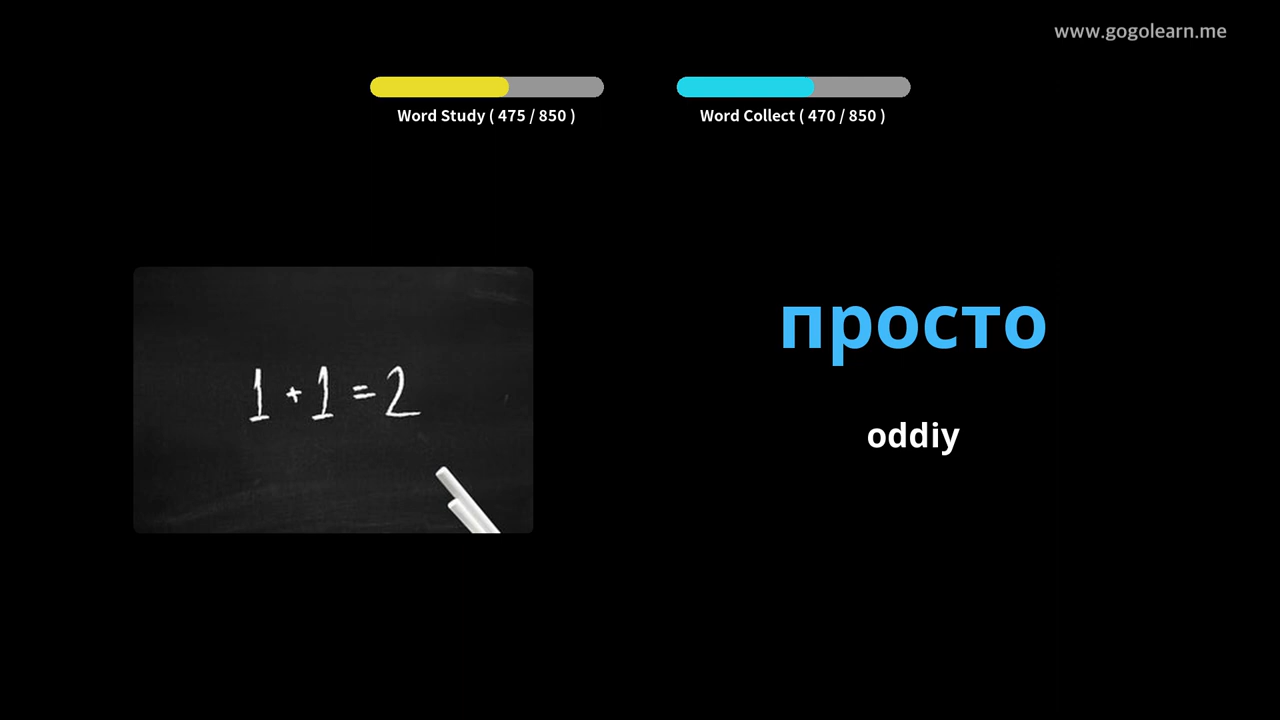 www.gogolearn.me
Word Study ( 475 / 850 )
Word Collect ( 470 / 850 )
1 + 1 = 2
просто
oddiy